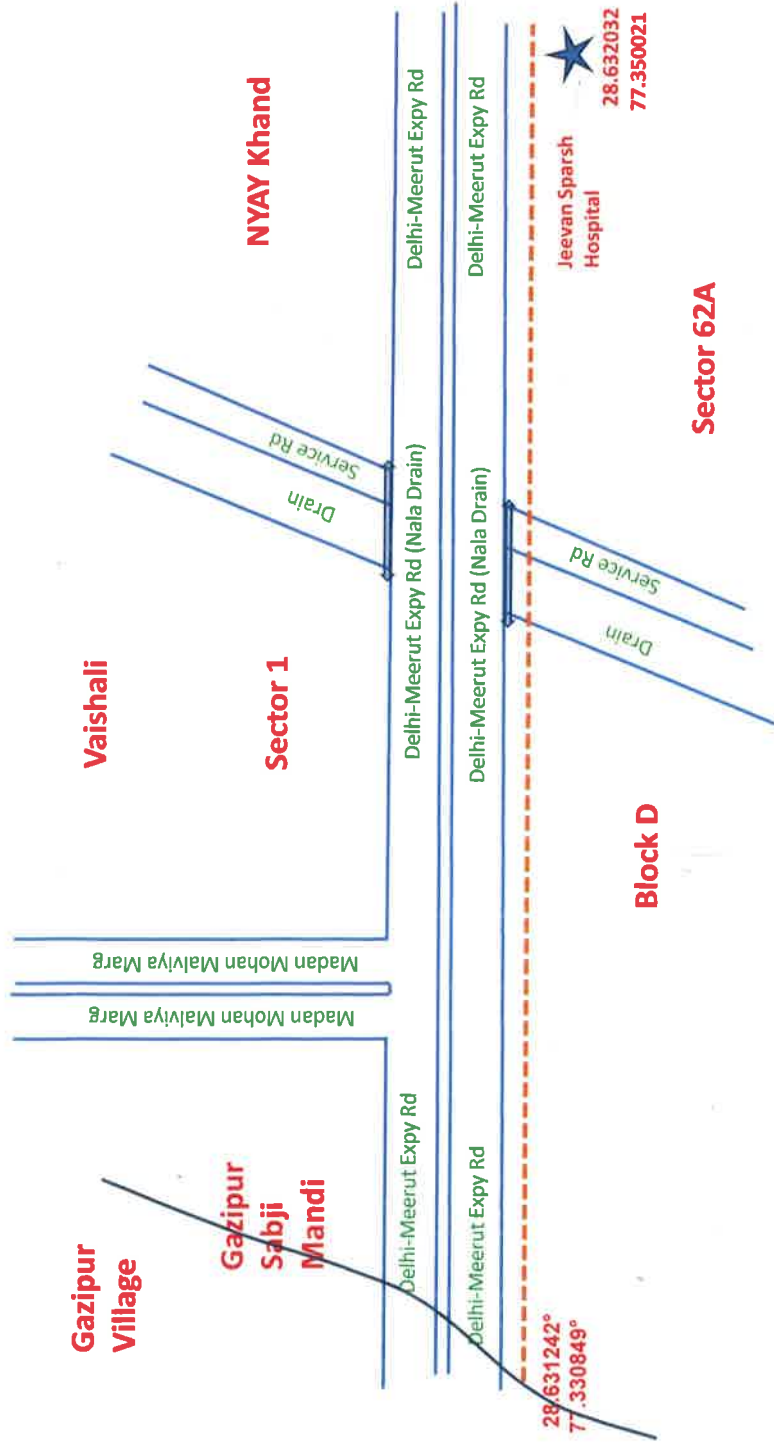 Gazipur
Village
Gazipur
Sabji
Mandi
Vaishali
Sector 1
NYAY Khand
Madan Mohan Malviya Marg
Madan Mohan Malviya Marg
Drain
Service Rd
Delhi-Meerut Expy Rd
Delhi-Meerut Expy Rd (Nala Drain)
Delhi-Meerut Expy Rd
Delhi-Meerut Expy Rd
Delhi-Meerut Expy Rd (Nala Drain)
Delhi-Meerut Expy Rd
28.631242°
77.330849°
Jeevan Sparsh
Hospital
28.632032
77.350021
Drain
Service Rd
Block D
Sector 62A